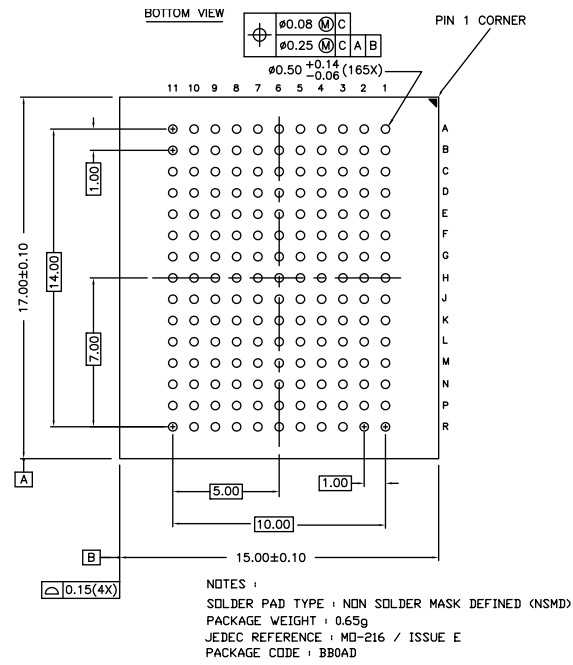 BOTTOM VIEW
PIN 1 CORNER
ø0.08 Ⓜ C
ø0.25 Ⓜ C A B
ø0.50 +0.14 -0.06 (165X)
11 10 9 8 7 6 5 4 3 2 1
A
B
C
D
E
F
G
H
J
K
L
M
N
P
R
1.00
14.00
17.00±0.10
7.00
A
5.00
1.00
10.00
B
15.00±0.10
⌓ 0.15(4X)
NOTES :
SOLDER PAD TYPE : NON SOLDER MASK DEFINED (NSMD)
PACKAGE WEIGHT : 0.65g
JEDEC REFERENCE : MO-216 / ISSUE E
PACKAGE CODE : BB0AD